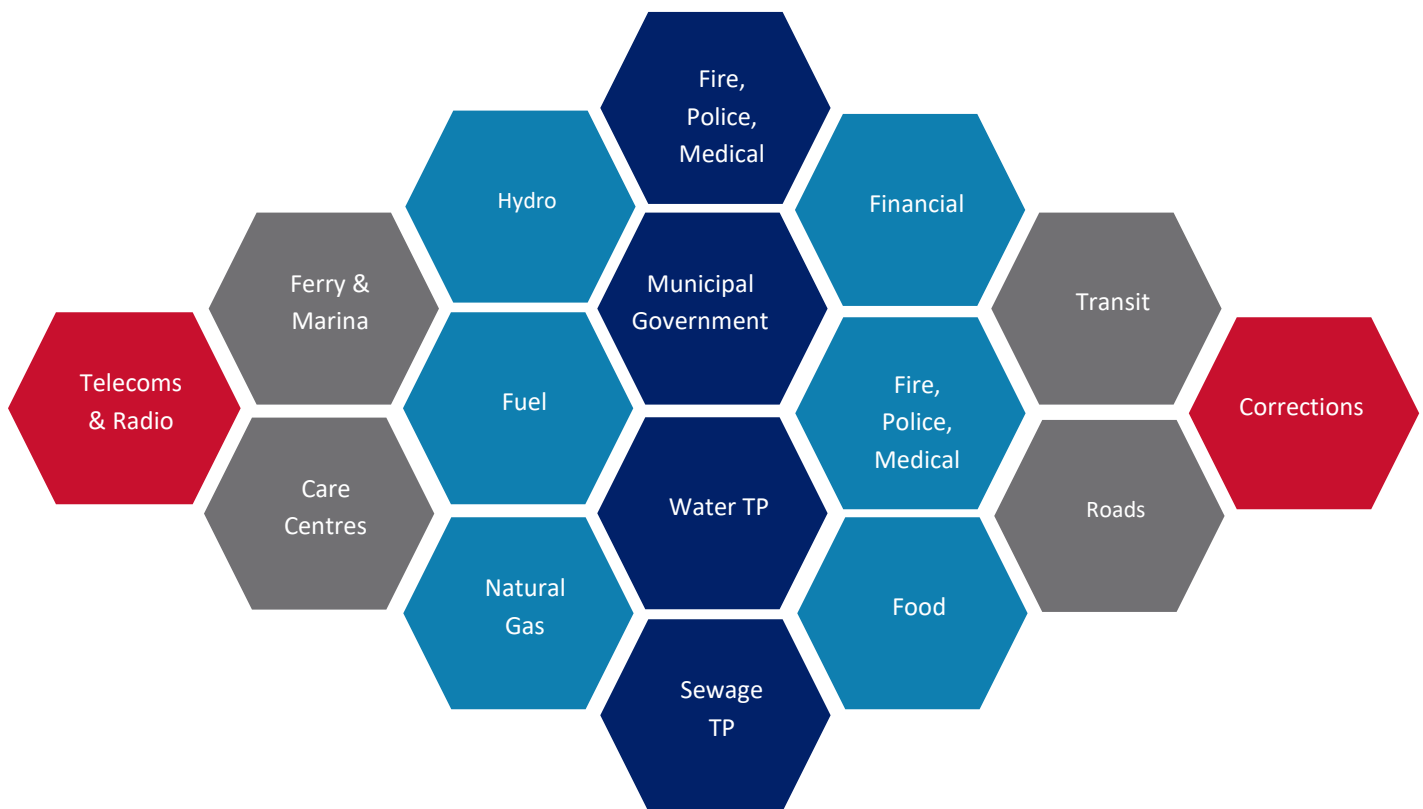 Fire,
Police,
Medical
Hydro
Financial
Ferry &
Marina
Municipal
Government
Transit
Telecoms
& Radio
Fuel
Fire,
Police,
Medical
Corrections
Care
Centres
Water TP
Roads
Natural
Gas
Food
Sewage
TP